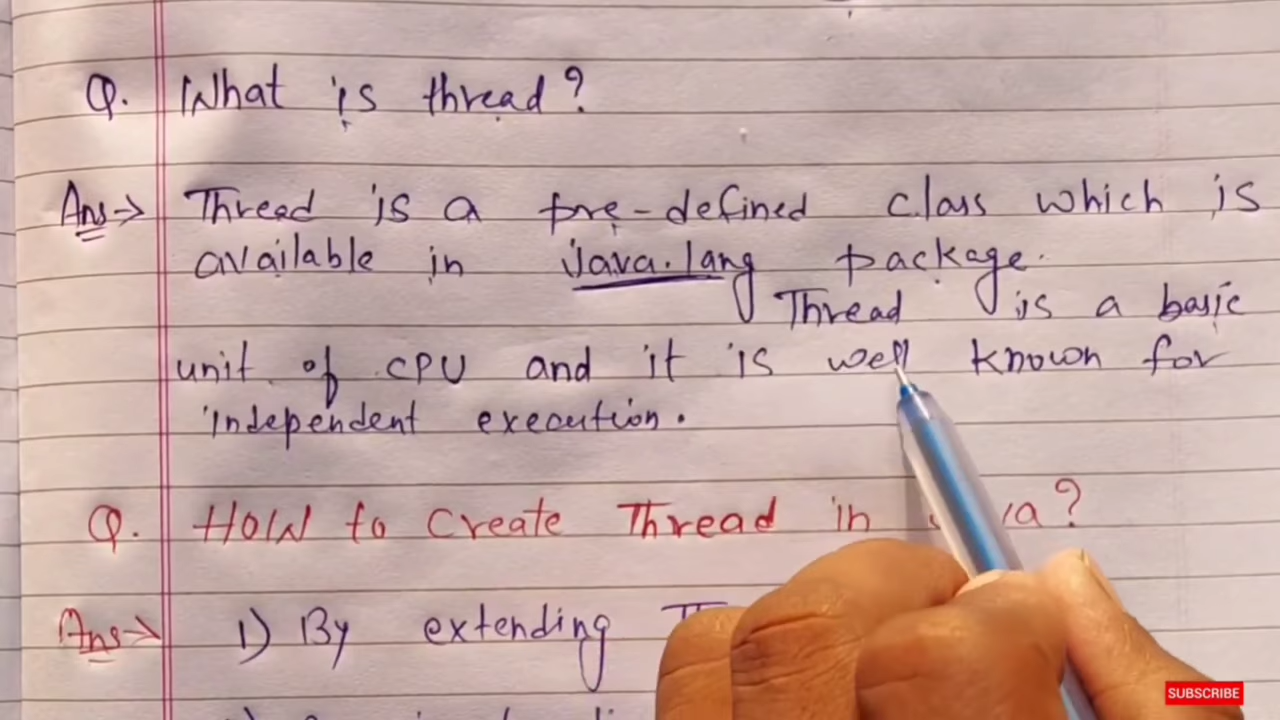 Q. What is thread?
Ans→ Thread is a pre-defined class which is
available in Java.lang package.
Thread is a basic
unit of CPU and it is well known for
independent execution.
Q. How to Create Thread in
Ans→ 1) By extending
SUBSCRIBE